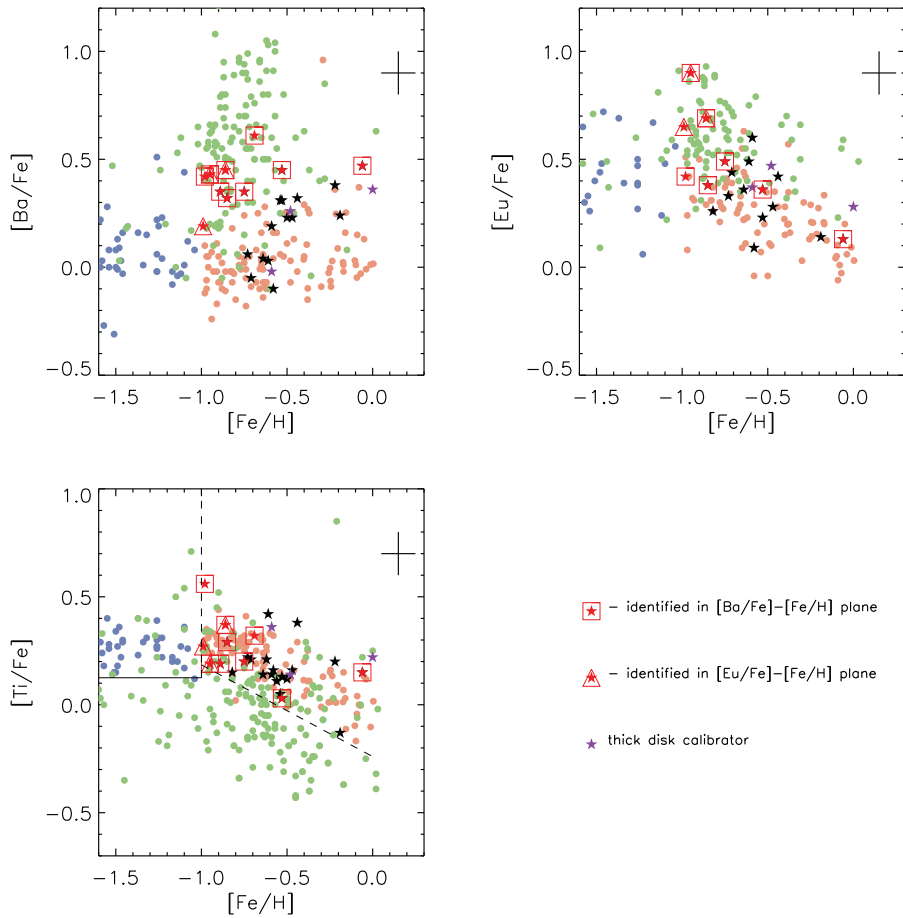 1.0
0.5
0.0
−0.5
[Ba/Fe]
−1.5 −1.0 −0.5 0.0
[Fe/H]
1.0
0.5
0.0
−0.5
[Eu/Fe]
−1.5 −1.0 −0.5 0.0
[Fe/H]
1.0
0.5
0.0
−0.5
[Ti/Fe]
−1.5 −1.0 −0.5 0.0
[Fe/H]
− identified in [Ba/Fe]−[Fe/H] plane
− identified in [Eu/Fe]−[Fe/H] plane
thick disk calibrator